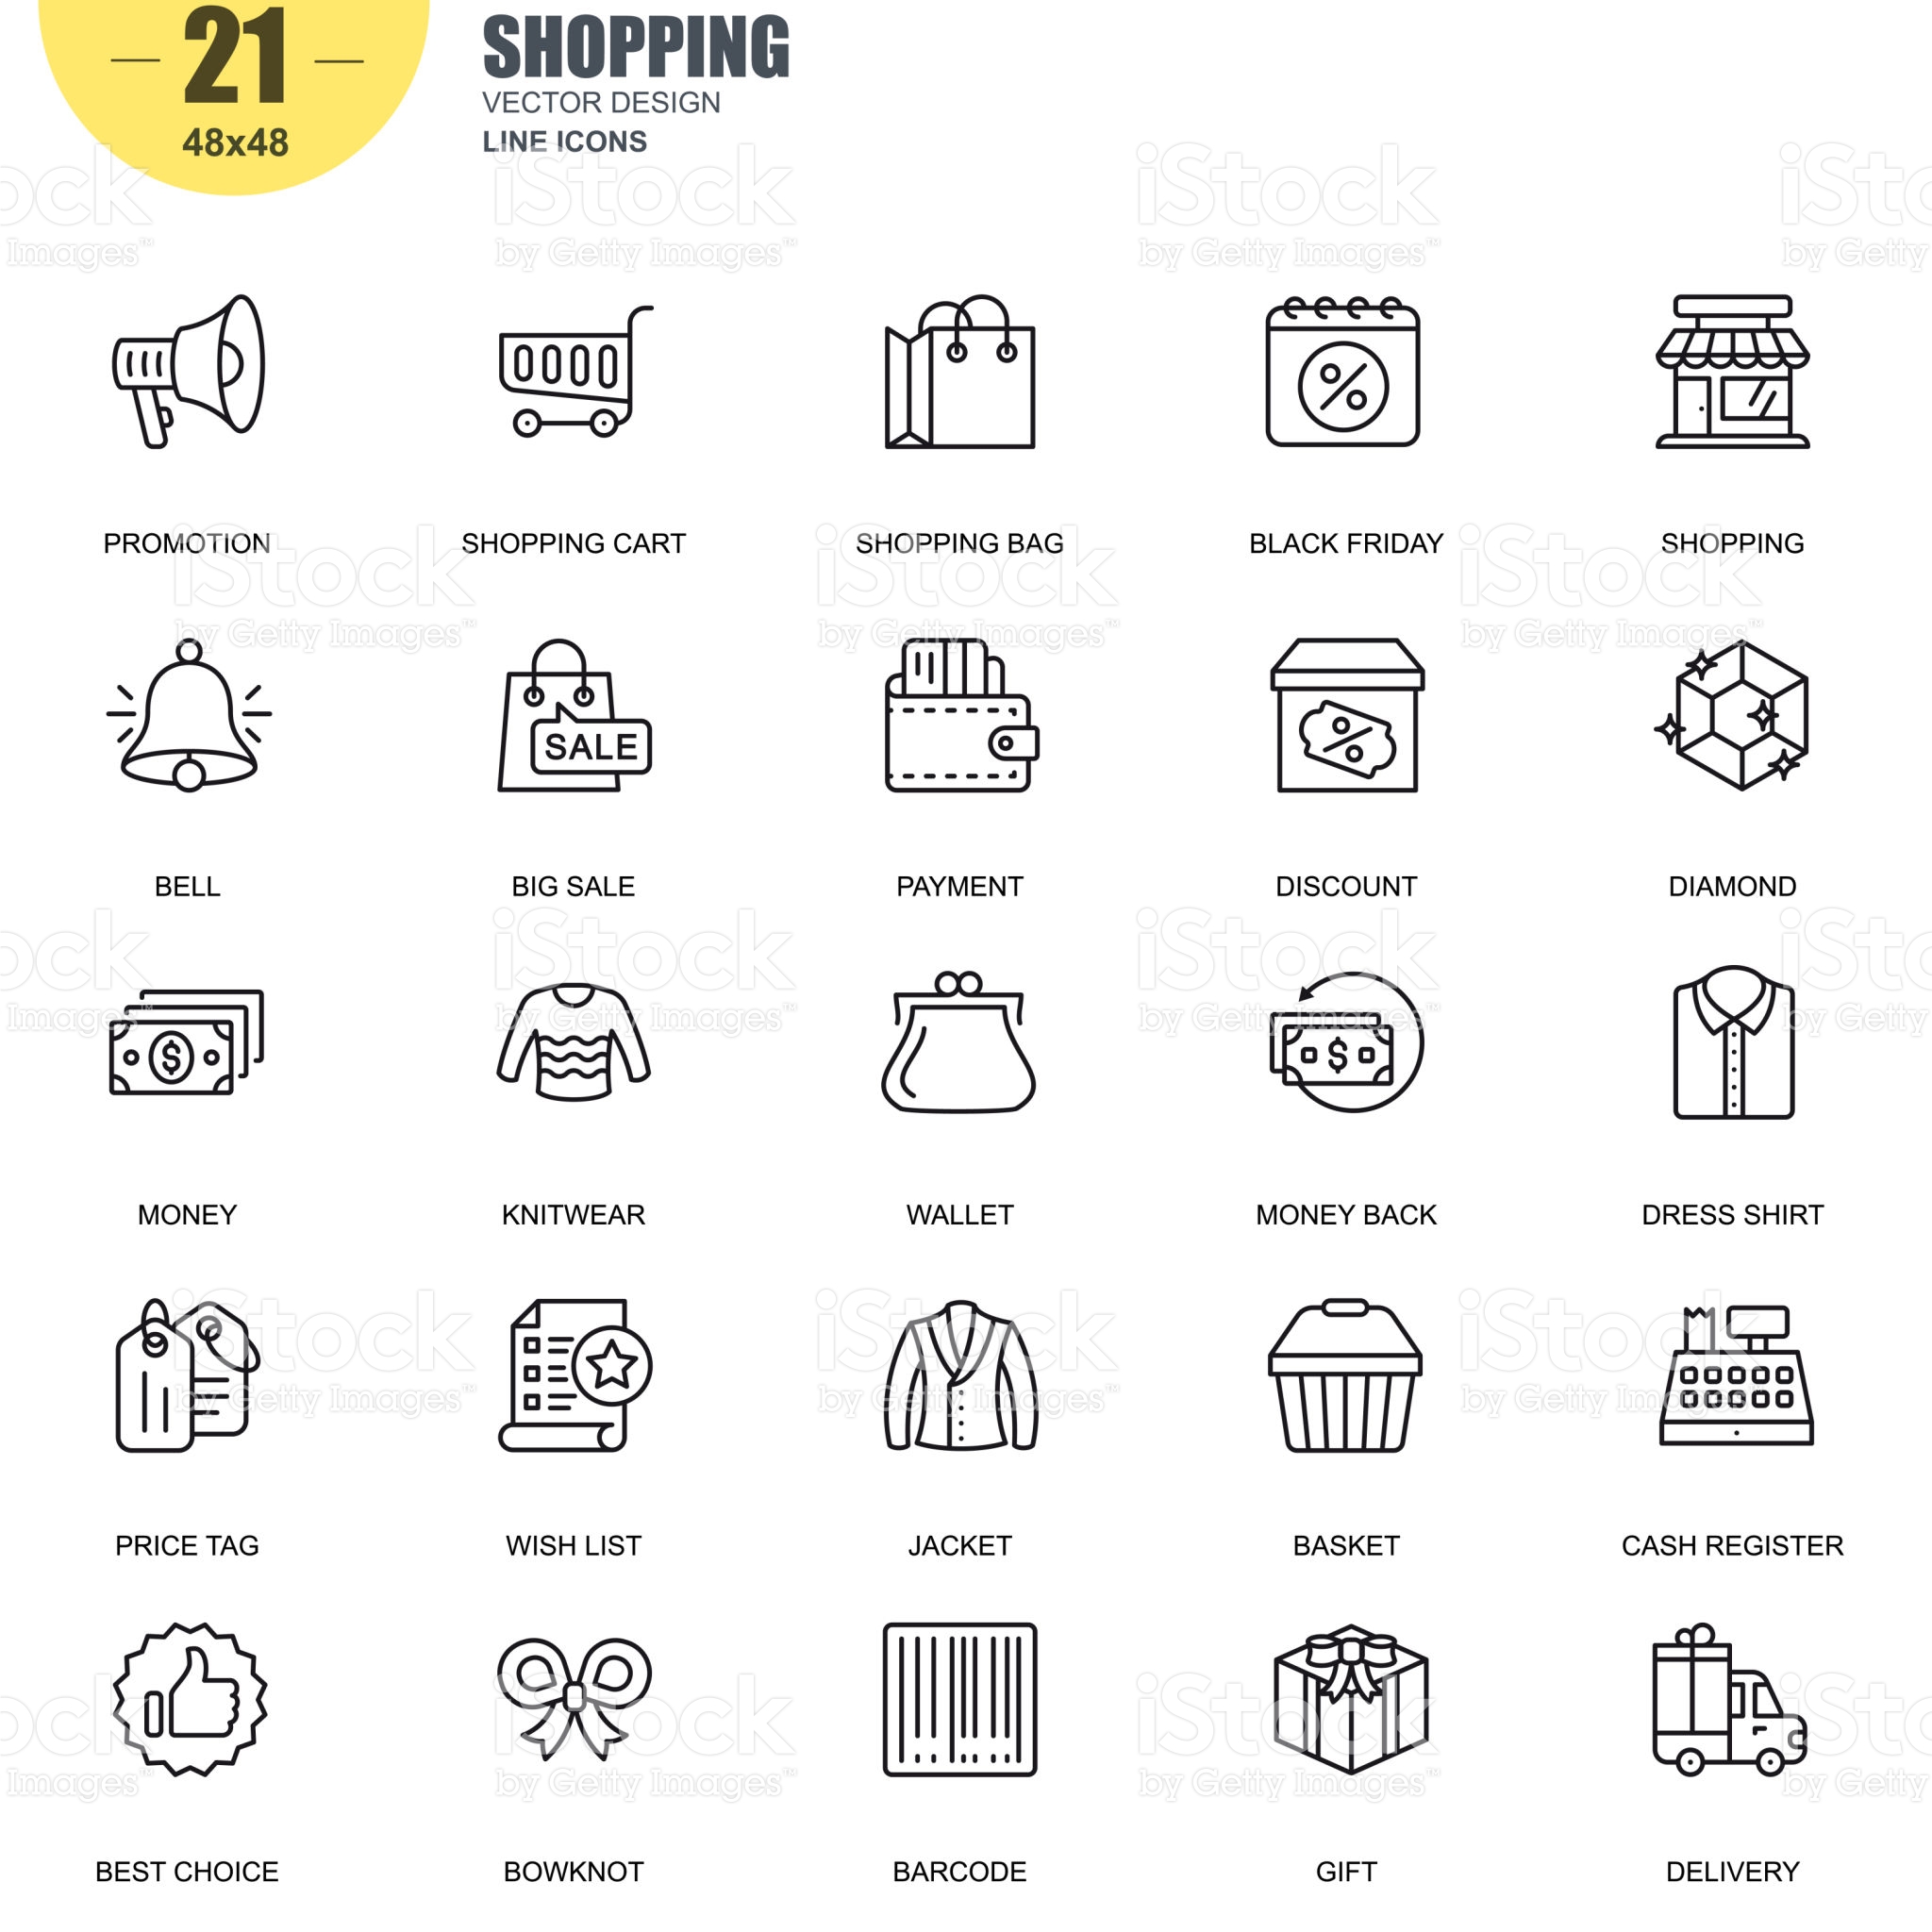 21
48x48
SHOPPING
VECTOR DESIGN
LINE ICONS
iStock
by Getty Images™
PROMOTION SHOPPING CART SHOPPING BAG BLACK FRIDAY SHOPPING
SALE
BELL BIG SALE PAYMENT DISCOUNT DIAMOND
MONEY KNITWEAR WALLET MONEY BACK DRESS SHIRT
PRICE TAG WISH LIST JACKET BASKET CASH REGISTER
BEST CHOICE BOWKNOT BARCODE GIFT DELIVERY